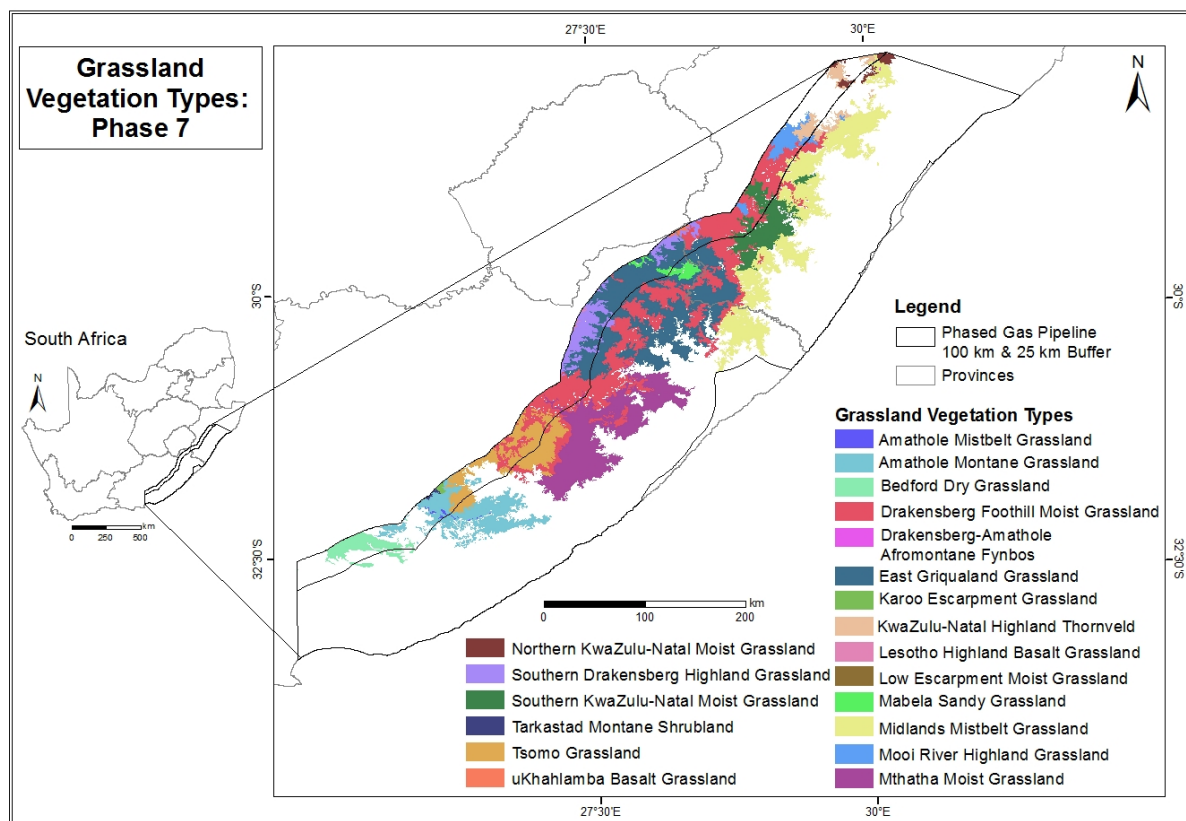 Grassland
Vegetation Types:
Phase 7
27°30'E
30°E
N
30°S
30°S
South Africa
N
0 250 500 km
32°30'S
32°30'S
0 100 200 km
27°30'E
30°E
Legend
Phased Gas Pipeline
100 km & 25 km Buffer
Provinces
Grassland Vegetation Types
Amathole Mistbelt Grassland
Amathole Montane Grassland
Bedford Dry Grassland
Drakensberg Foothill Moist Grassland
Drakensberg-Amathole
Afromontane Fynbos
East Griqualand Grassland
Karoo Escarpment Grassland
KwaZulu-Natal Highland Thornveld
Lesotho Highland Basalt Grassland
Low Escarpment Moist Grassland
Mabela Sandy Grassland
Midlands Mistbelt Grassland
Mooi River Highland Grassland
Mthatha Moist Grassland
Northern KwaZulu-Natal Moist Grassland
Southern Drakensberg Highland Grassland
Southern KwaZulu-Natal Moist Grassland
Tarkastad Montane Shrubland
Tsomo Grassland
uKhahlamba Basalt Grassland